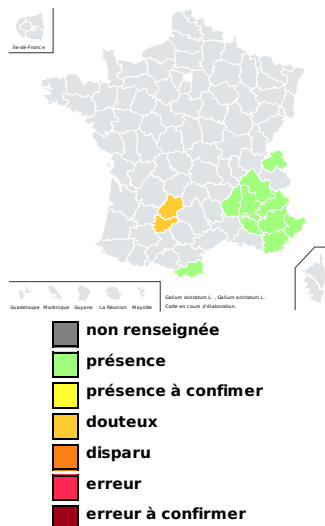 Île-de-France
Guadeloupe Martinique Guyane La Réunion Mayotte
Galium aristatum L. , Galium aristatum L.
Carte en cours d'élaboration.
non renseignée
présence
présence à confimer
douteux
disparu
erreur
erreur à confirmer